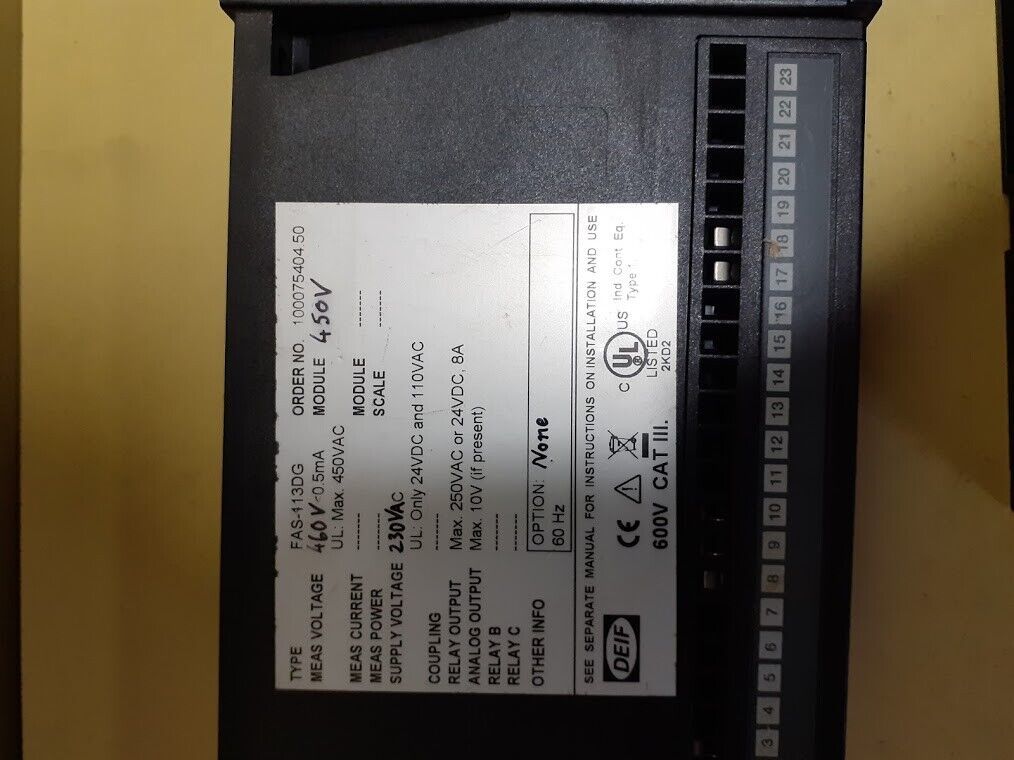 TYPE FAS-113DG ORDER NO. 100075404.50
MEAS VOLTAGE 460V<0.5mA MODULE 450V
UL: Max. 450VAC
MEAS CURRENT ------- MODULE -------
MEAS POWER ------- SCALE -------
SUPPLY VOLTAGE 230VAC
UL: Only 24VDC and 110VAC
COUPLING -------
RELAY OUTPUT Max. 250VAC or 24VDC, 8A
ANALOG OUTPUT Max. 10V (if present)
RELAY B -------
RELAY C -------
OTHER INFO OPTION: None
60 Hz
SEE SEPARATE MANUAL FOR INSTRUCTIONS ON INSTALLATION AND USE
DEIF
CE
600V CAT III.
C UL US
LISTED
2KD2
Ind Cont Eq.
Type 1
3 4 5 6 7 8 9 10 11 12 13 14 15 16 17 18 19 20 21 22 23